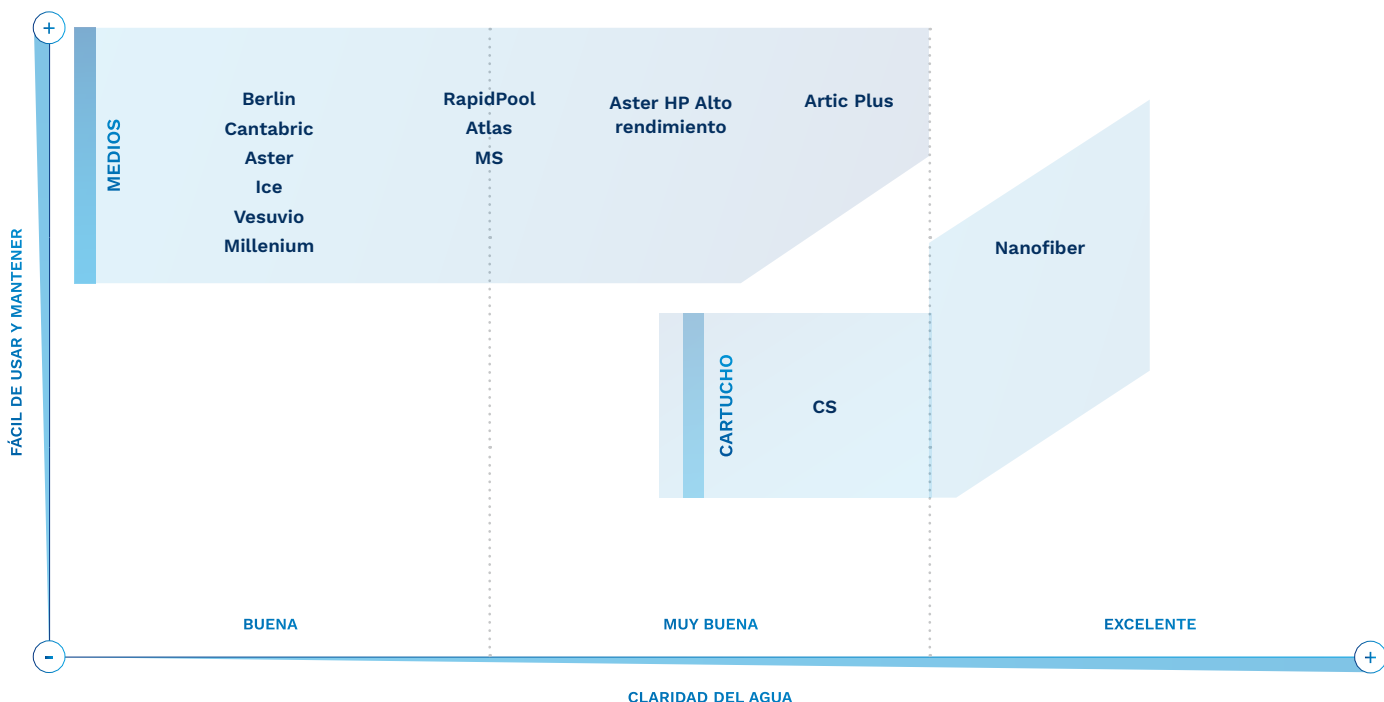 +
MEDIOS
Berlin
Cantabric
Aster
Ice
Vesuvio
Millenium
RapidPool
Atlas
MS
Aster HP Alto
rendimiento
Artic Plus
Nanofiber
CARTUCHO
CS
FÁCIL DE USAR Y MANTENER
BUENA
MUY BUENA
EXCELENTE
-
+
CLARIDAD DEL AGUA